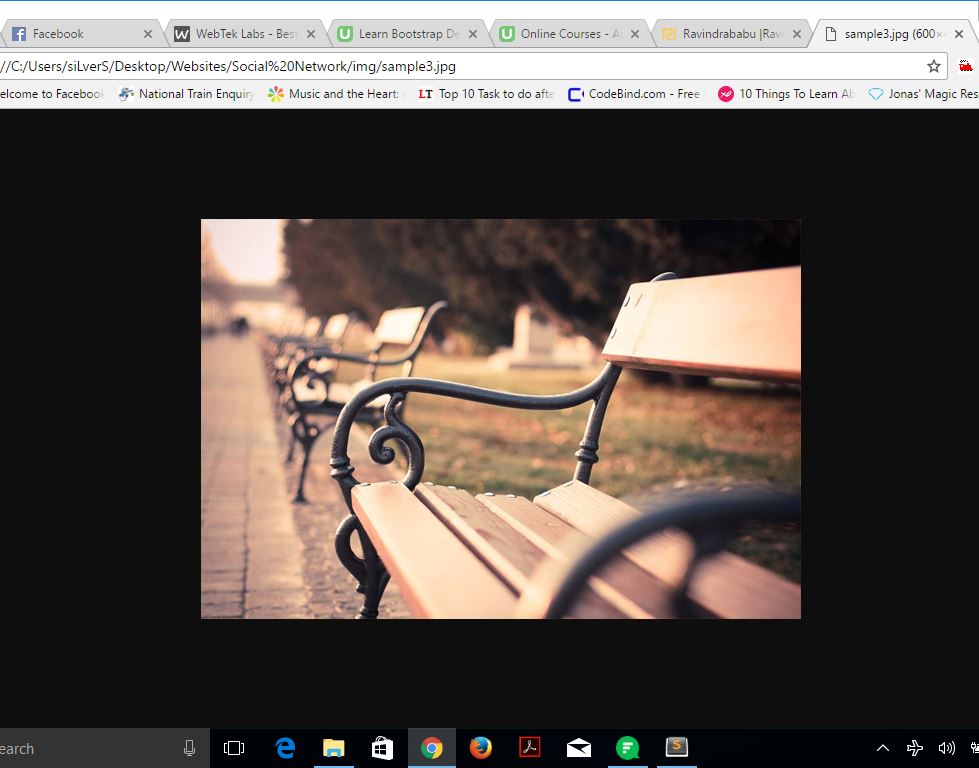 Facebook
WebTek Labs - Best
Learn Bootstrap De
Online Courses - A
Ravindrababu |Rav
sample3.jpg (600×
//C:/Users/siLverS/Desktop/Websites/Social%20Network/img/sample3.jpg
elcome to Facebook
National Train Enquiry
Music and the Heart:
LT Top 10 Task to do afte
CodeBind.com - Free
10 Things To Learn Ab
Jonas' Magic Res
earch